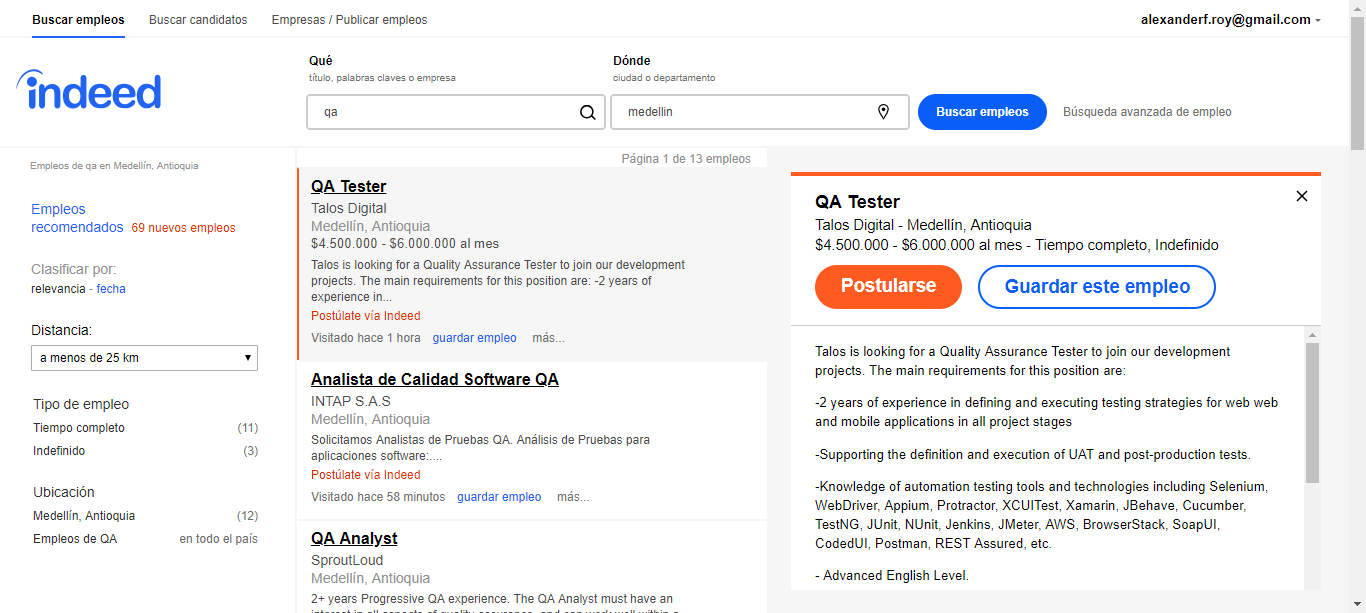 Buscar empleos
Buscar candidatos
Empresas / Publicar empleos
alexanderf.roy@gmail.com
indeed
Qué
título, palabras claves o empresa
qa
Dónde
ciudad o departamento
medellin
Buscar empleos
Búsqueda avanzada de empleo
Empleos de qa en Medellín, Antioquia
Empleos
recomendados 69 nuevos empleos
Clasificar por:
relevancia - fecha
Distancia:
a menos de 25 km
Tipo de empleo
Tiempo completo (11)
Indefinido (3)
Ubicación
Medellín, Antioquia (12)
Empleos de QA en todo el país
Página 1 de 13 empleos
QA Tester
Talos Digital
Medellín, Antioquia
$4.500.000 - $6.000.000 al mes
Talos is looking for a Quality Assurance Tester to join our development
projects. The main requirements for this position are: -2 years of
experience in...
Postúlate vía Indeed
Visitado hace 1 hora guardar empleo más...
Analista de Calidad Software QA
INTAP S.A.S
Medellín, Antioquia
Solicitamos Analistas de Pruebas QA. Análisis de Pruebas para
aplicaciones software:....
Postúlate vía Indeed
Visitado hace 58 minutos guardar empleo más...
QA Analyst
SproutLoud
Medellín, Antioquia
2+ years Progressive QA experience. The QA Analyst must have an
interest in all aspects of quality assurance, and can work well within a
QA Tester
Talos Digital - Medellín, Antioquia
$4.500.000 - $6.000.000 al mes - Tiempo completo, Indefinido
Postularse
Guardar este empleo
Talos is looking for a Quality Assurance Tester to join our development
projects. The main requirements for this position are:
-2 years of experience in defining and executing testing strategies for web web
and mobile applications in all project stages
-Supporting the definition and execution of UAT and post-production tests.
-Knowledge of automation testing tools and technologies including Selenium,
WebDriver, Appium, Protractor, XCUITest, Xamarin, JBehave, Cucumber,
TestNG, JUnit, NUnit, Jenkins, JMeter, AWS, BrowserStack, SoapUI,
CodedUI, Postman, REST Assured, etc.
- Advanced English Level.